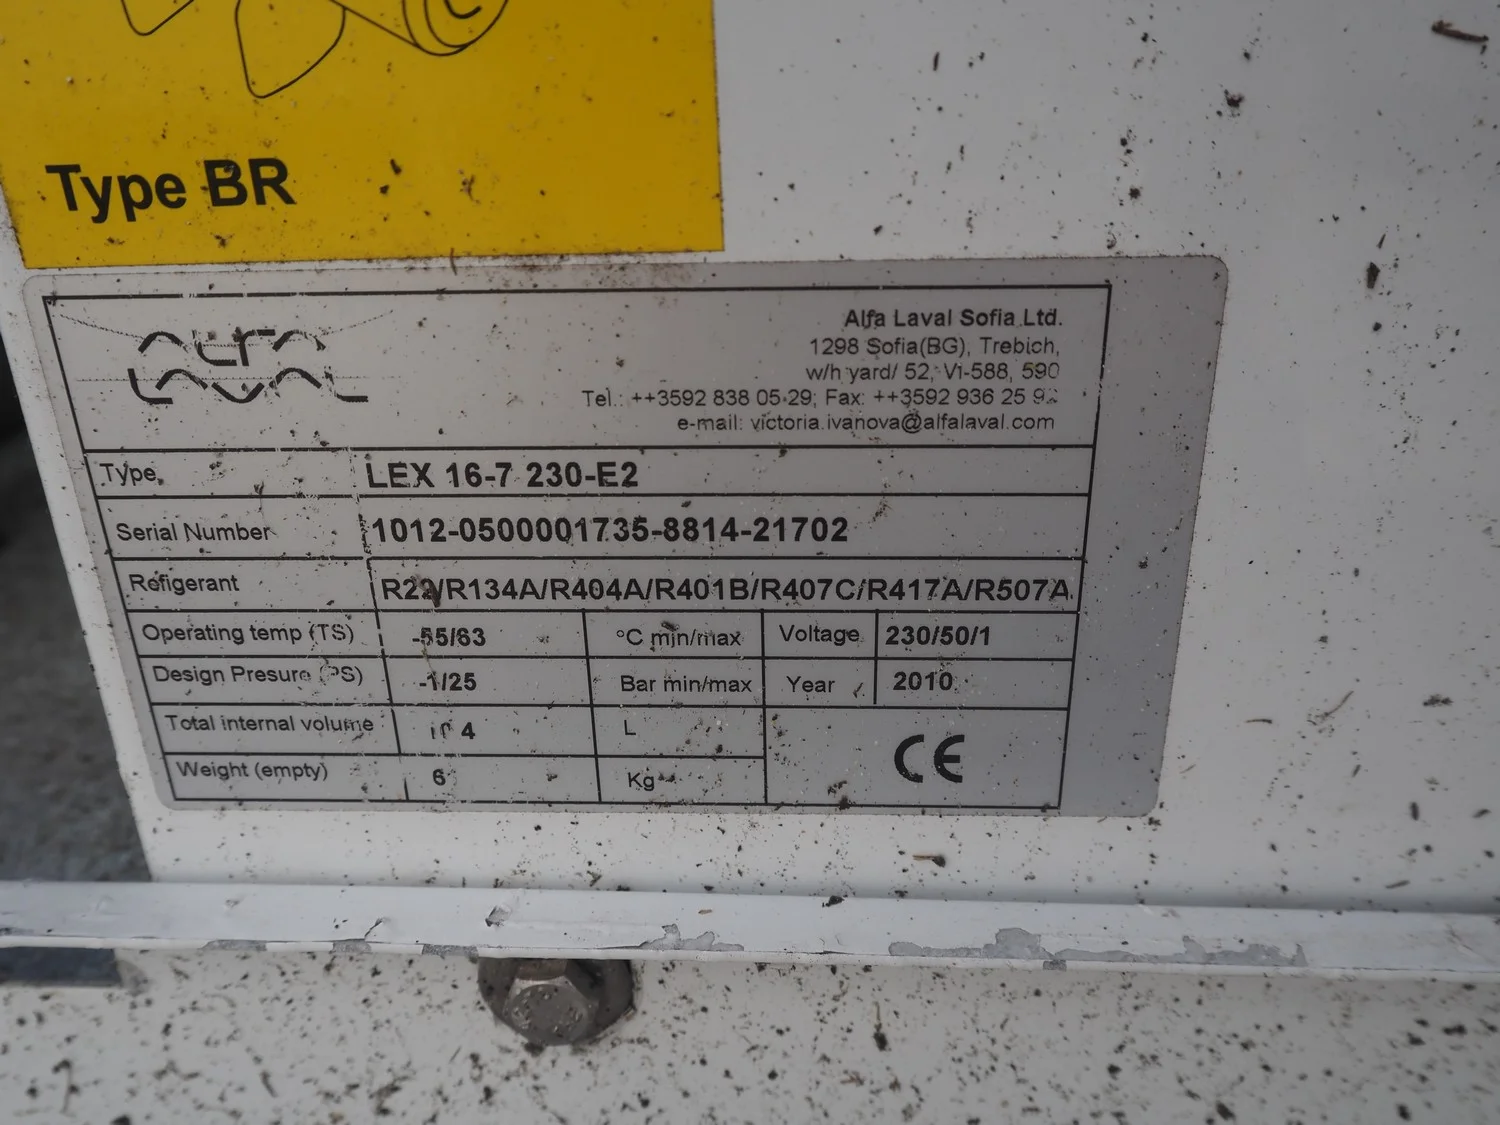 Type BR
Alfa Laval
Alfa Laval Sofia Ltd.
1298 Sofia(BG), Trebich,
w/h yard/ 52, VI-588, 590
Tel.: ++3592 838 05 29; Fax: ++3592 936 25
e-mail: victoria.ivanova@alfalaval.com
Type LEX 16-7 230-E2
Serial Number 1012-0500001735-8814-21702
Refigerant R22/R134A/R404A/R401B/R407C/R417A/R507A
Operating temp (TS) -55/63 °C min/max Voltage 230/50/1
Design Presure (PS) -1/25 Bar min/max Year 2010
Total internal volume L
Weight (empty) 6 Kg
CE